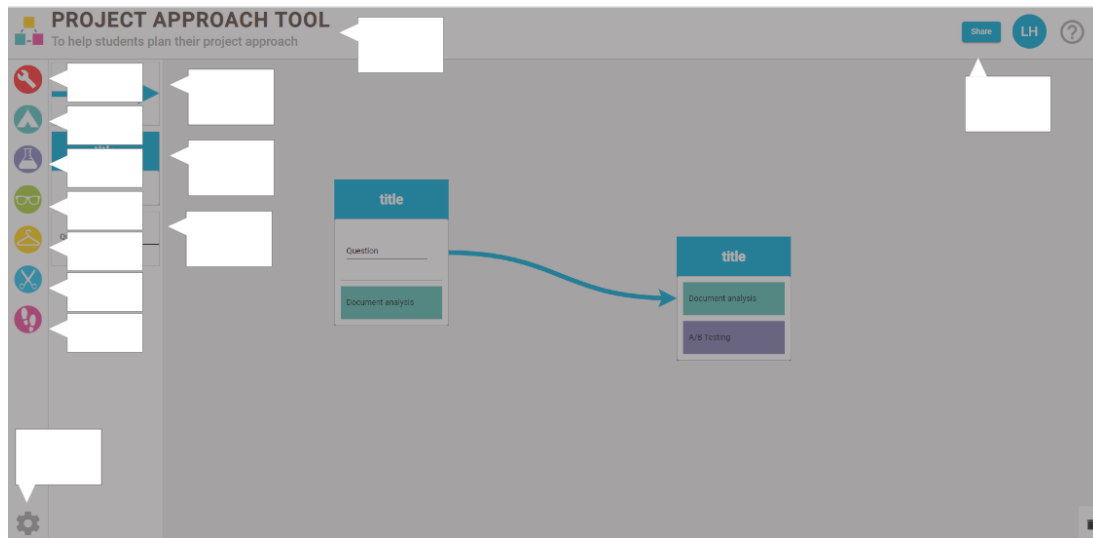 PROJECT APPROACH TOOL
To help students plan their project approach
Share
LH
?
title
Question
Document analysis
title
Document analysis
A/B Testing